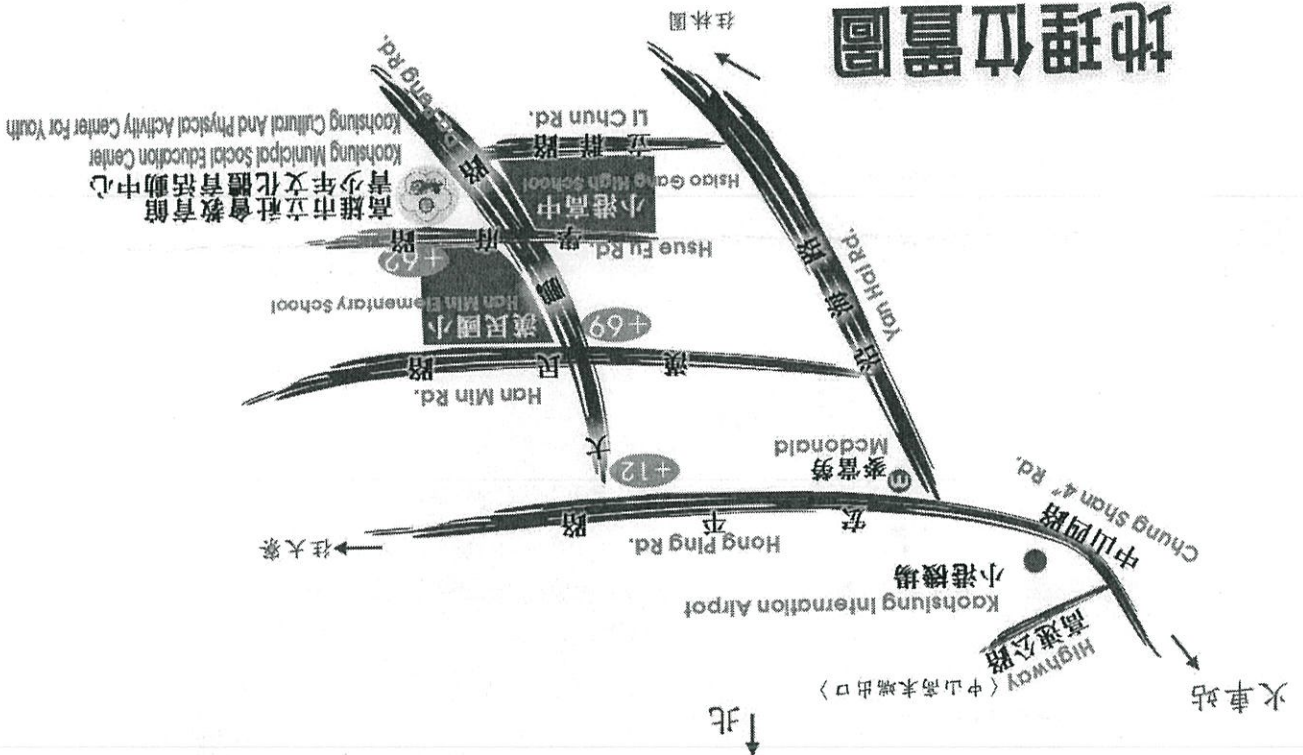 北
火車站
〈中山高末端出口〉
Highway
高速公路
Kaohsiung Internation Airpot
小港機場
中山四路
Chung Shan 4th Rd.
往大寮
Hong Ping Rd.
宏平路
麥當勞
Mcdonald
+12
Han Min Rd.
漢民路
+69
漢民國小
Han Min Elementary School
+62
Yan Hai Rd.
沿海路
Hsue Fu Rd.
學府路
小港高中
Hsiao Gang High School
高雄市立社會教育館
青少年文化體育活動中心
Kaohsiung Municipal Social Education Center
Kaohsiung Cultural And Physical Activity Center For Youth
立群路
Li Chun Rd.
大鵬路
Da Peng Rd.
往林園
地理位置圖